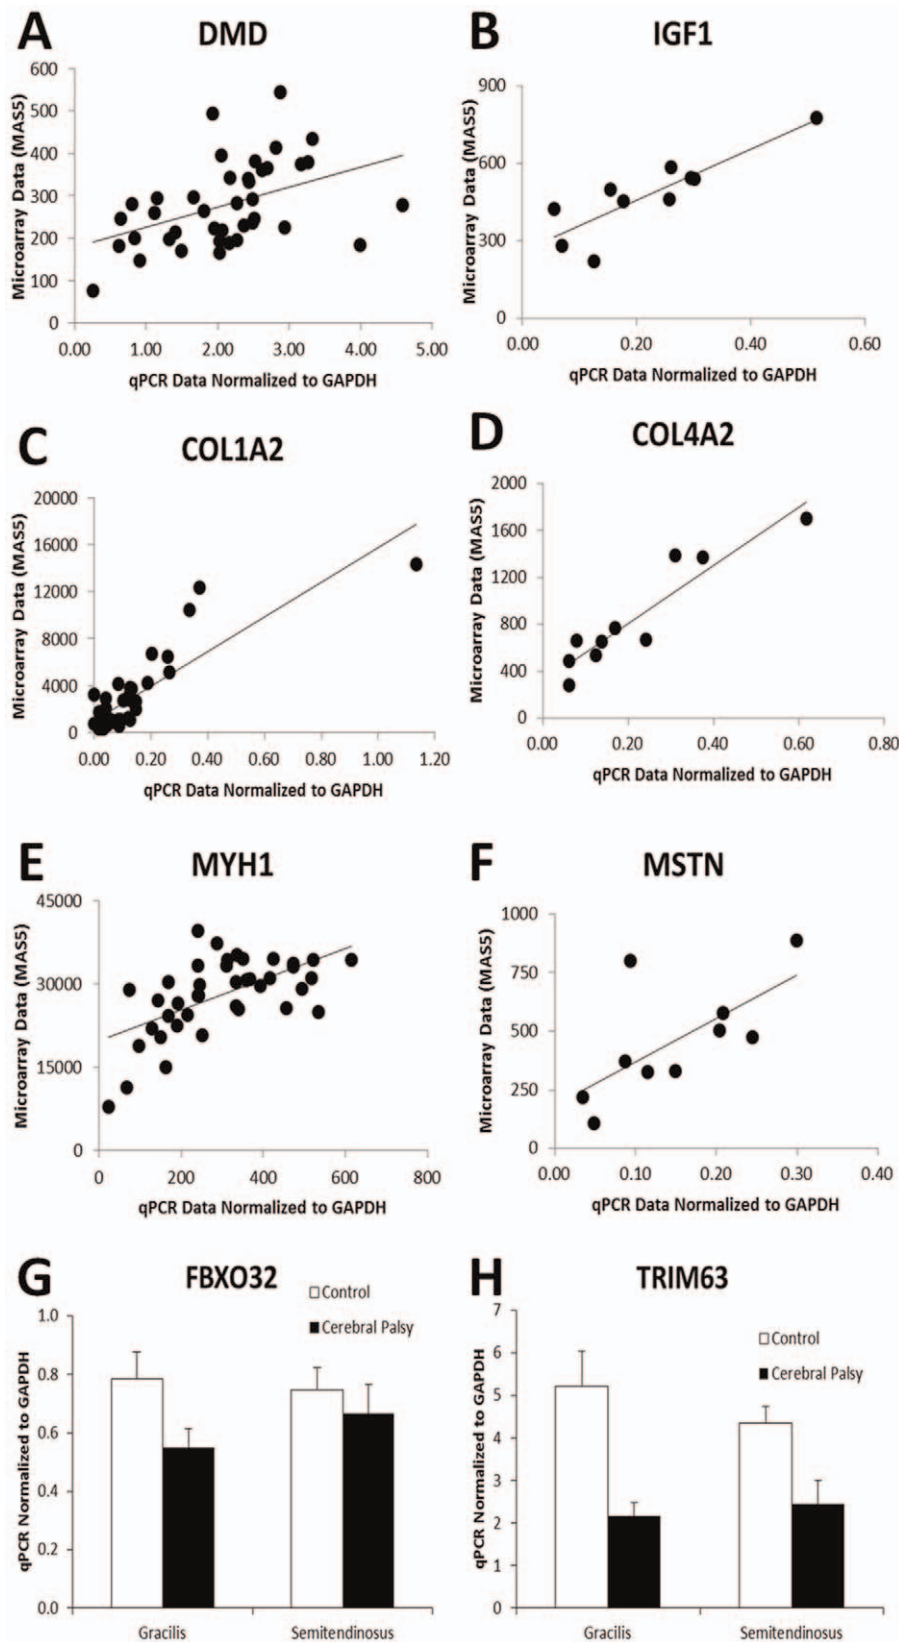 A
DMD
Microarray Data (MAS5)
600
500
400
300
200
100
0
0.00 1.00 2.00 3.00 4.00 5.00
qPCR Data Normalized to GAPDH
B
IGF1
Microarray Data (MAS5)
900
600
300
0
0.00 0.20 0.40 0.60
qPCR Data Normalized to GAPDH
C
COL1A2
Microarray Data (MAS5)
20000
16000
12000
8000
4000
0
0.00 0.20 0.40 0.60 0.80 1.00 1.20
qPCR Data Normalized to GAPDH
D
COL4A2
Microarray Data (MAS5)
2000
1600
1200
800
400
0
0.00 0.20 0.40 0.60 0.80
qPCR Data Normalized to GAPDH
E
MYH1
Microarray Data (MAS5)
45000
30000
15000
0
0 200 400 600 800
qPCR Data Normalized to GAPDH
F
MSTN
Microarray Data (MAS5)
1000
750
500
250
0
0.00 0.10 0.20 0.30 0.40
qPCR Data Normalized to GAPDH
G
FBXO32
Control
Cerebral Palsy
qPCR Normalized to GAPDH
1.0
0.8
0.6
0.4
0.2
0.0
Gracilis Semitendinosus
H
TRIM63
Control
Cerebral Palsy
qPCR Normalized to GAPDH
7
6
5
4
3
2
1
0
Gracilis Semitendinosus